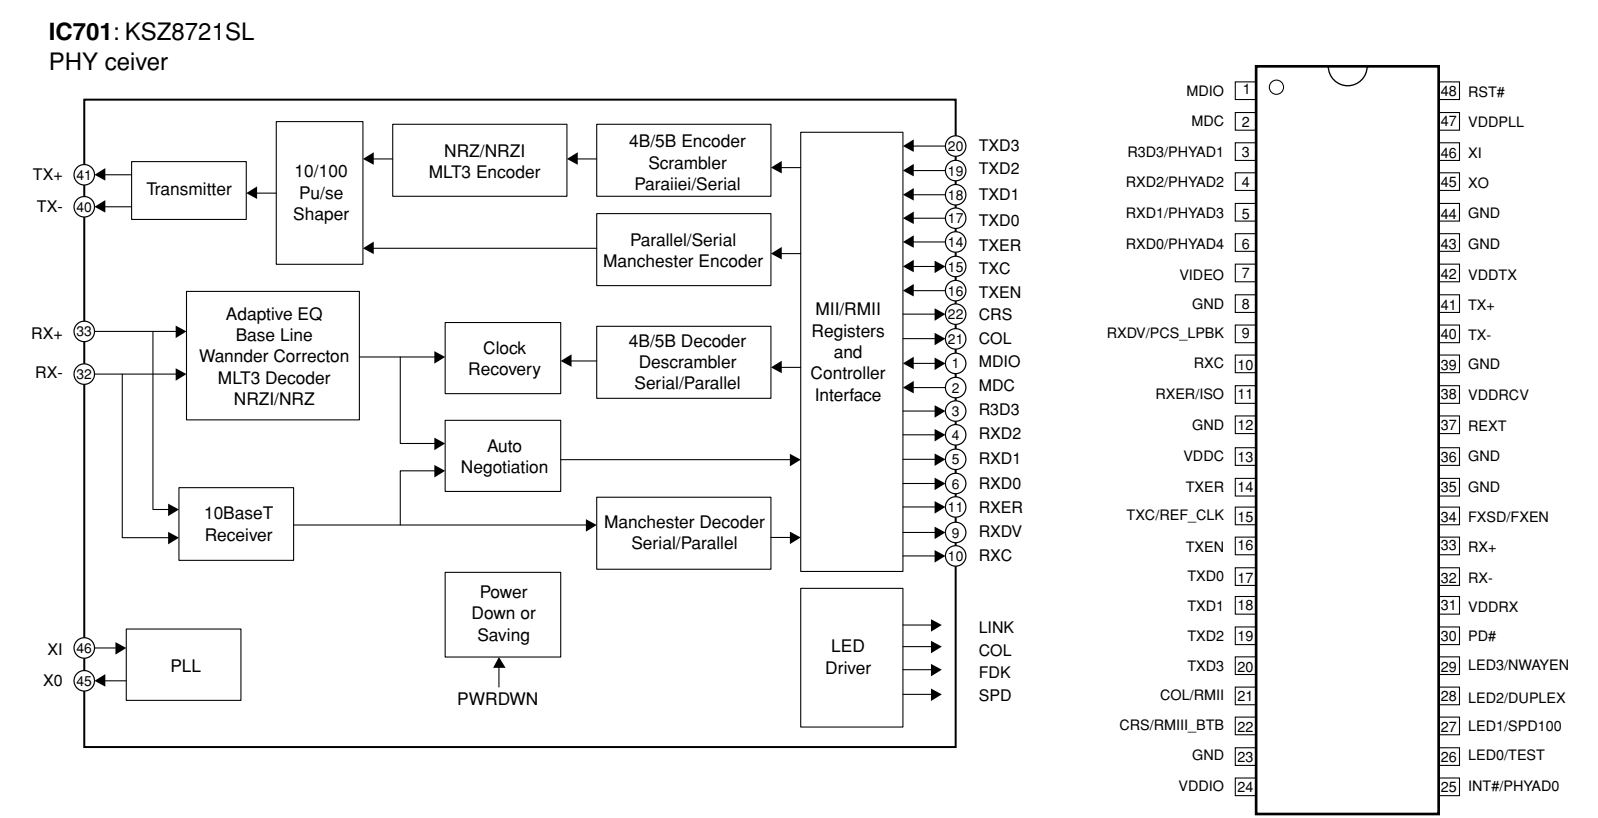 IC701: KSZ8721SL
PHY ceiver
TX+
41
TX-
40
Transmitter
10/100
Pu/se
Shaper
NRZ/NRZI
MLT3 Encoder
4B/5B Encoder
Scrambler
Paraiiei/Serial
Parallel/Serial
Manchester Encoder
RX+
33
RX-
32
Adaptive EQ
Base Line
Wannder Correcton
MLT3 Decoder
NRZI/NRZ
Clock
Recovery
4B/5B Decoder
Descrambler
Serial/Parallel
Auto
Negotiation
10BaseT
Receiver
Manchester Decoder
Serial/Parallel
Power
Down or
Saving
PWRDWN
XI
46
X0
45
PLL
MII/RMII
Registers
and
Controller
Interface
LED
Driver
20 TXD3
19 TXD2
18 TXD1
17 TXD0
14 TXER
15 TXC
16 TXEN
22 CRS
21 COL
1 MDIO
2 MDC
3 R3D3
4 RXD2
5 RXD1
6 RXD0
11 RXER
9 RXDV
10 RXC
LINK
COL
FDK
SPD
MDIO 1
MDC 2
R3D3/PHYAD1 3
RXD2/PHYAD2 4
RXD1/PHYAD3 5
RXD0/PHYAD4 6
VIDEO 7
GND 8
RXDV/PCS_LPBK 9
RXC 10
RXER/ISO 11
GND 12
VDDC 13
TXER 14
TXC/REF_CLK 15
TXEN 16
TXD0 17
TXD1 18
TXD2 19
TXD3 20
COL/RMII 21
CRS/RMIII_BTB 22
GND 23
VDDIO 24
48 RST#
47 VDDPLL
46 XI
45 XO
44 GND
43 GND
42 VDDTX
41 TX+
40 TX-
39 GND
38 VDDRCV
37 REXT
36 GND
35 GND
34 FXSD/FXEN
33 RX+
32 RX-
31 VDDRX
30 PD#
29 LED3/NWAYEN
28 LED2/DUPLEX
27 LED1/SPD100
26 LED0/TEST
25 INT#/PHYAD0